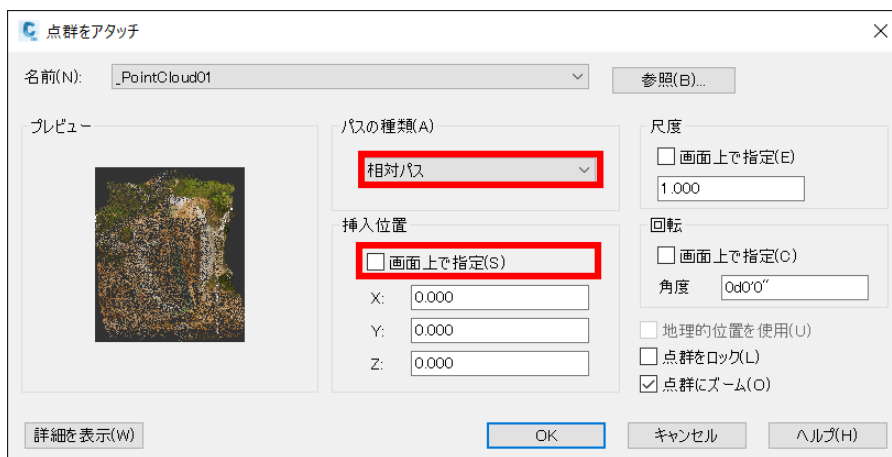 点群をアタッチ
名前(N): _PointCloud01 参照(B)...
プレビュー
パスの種類(A)
相対パス
挿入位置
画面上で指定(S)
X: 0.000
Y: 0.000
Z: 0.000
尺度
画面上で指定(E)
1.000
回転
画面上で指定(C)
角度 0d0'0"
地理的位置を使用(U)
点群をロック(L)
点群にズーム(O)
詳細を表示(W) OK キャンセル ヘルプ(H)